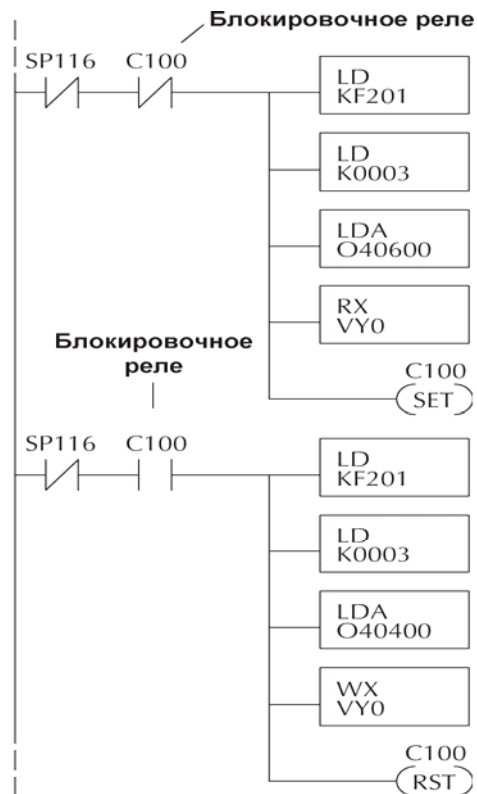 Блокировочное реле
SP116 C100
LD
KF201
LD
K0003
LDA
O40600
RX
VY0
C100
SET
Блокировочное
реле
SP116 C100
LD
KF201
LD
K0003
LDA
O40400
WX
VY0
C100
RST